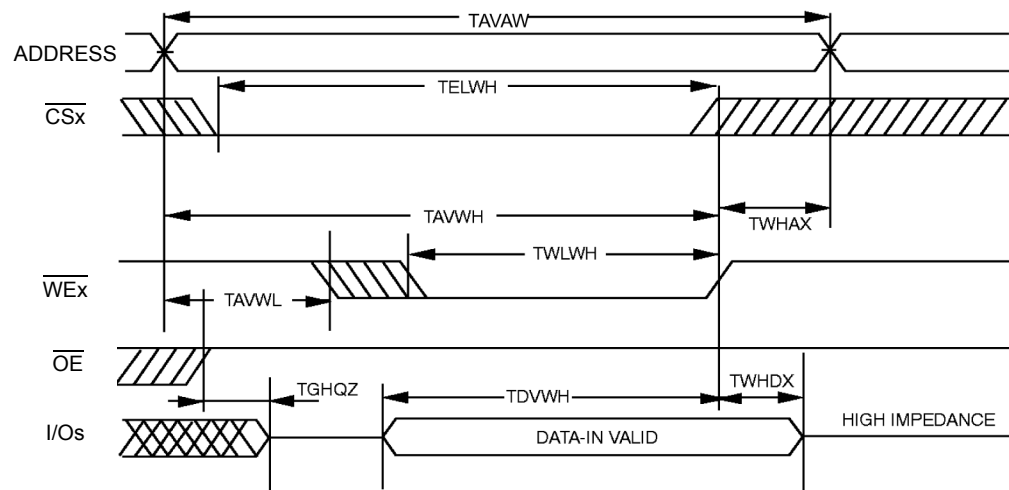 TAVAW
ADDRESS
TELWH
CSx
TAVWH
TWHAX
TWLWH
WEx
TAVWL
OE
TGHQZ
TDVWH
TWHDX
I/Os
DATA-IN VALID
HIGH IMPEDANCE